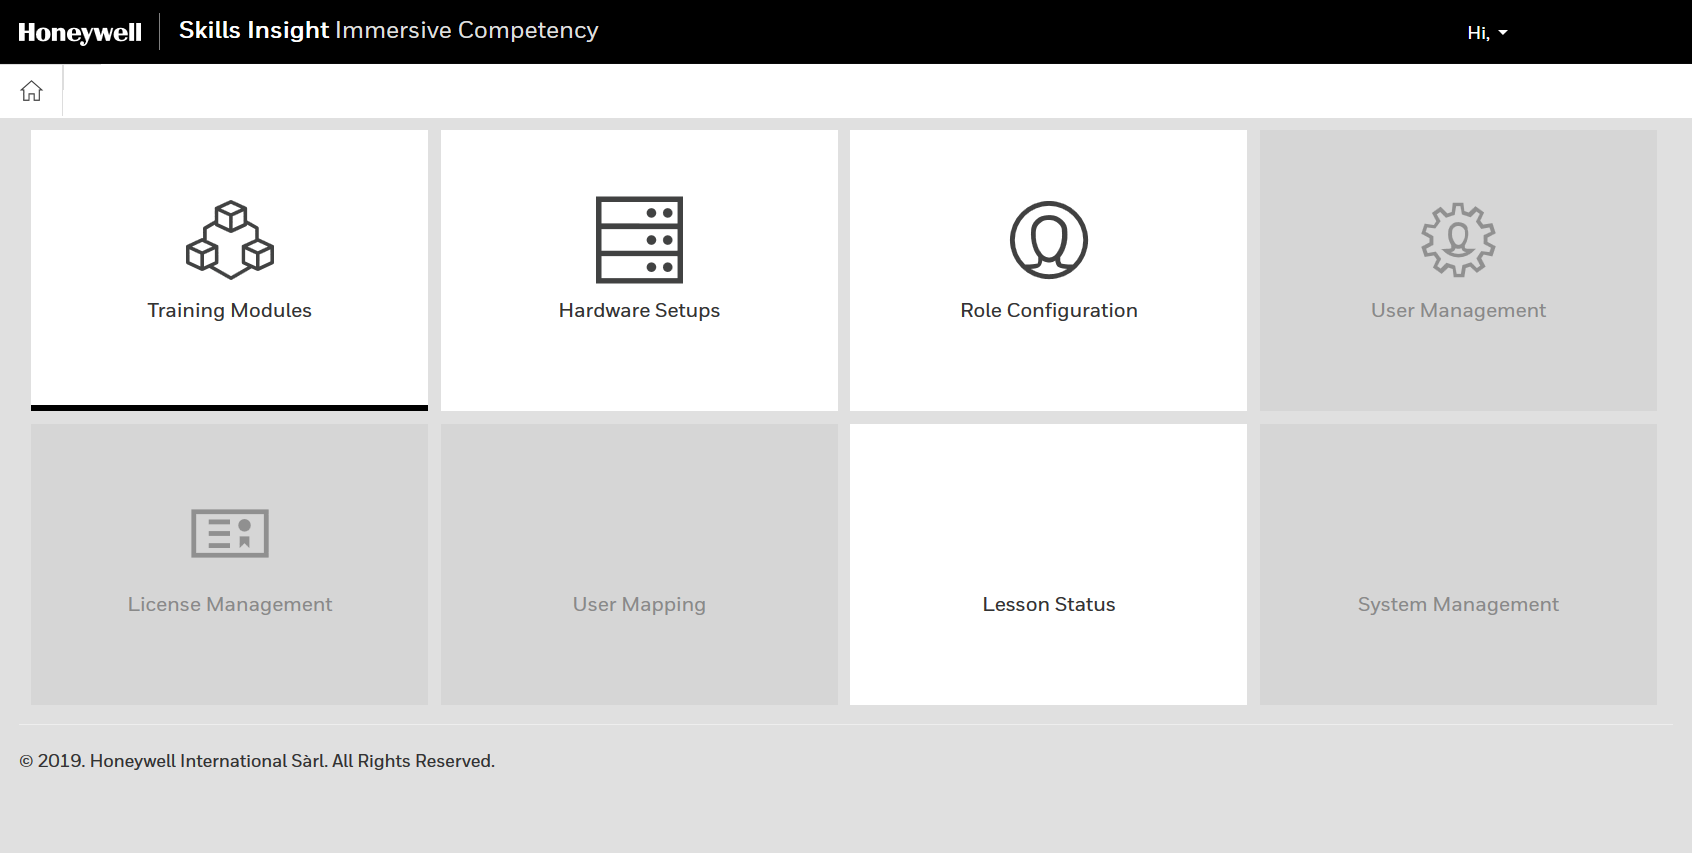 Honeywell Skills Insight Immersive Competency Hi,
Training Modules Hardware Setups Role Configuration User Management
License Management User Mapping Lesson Status System Management
© 2019. Honeywell International Sàrl. All Rights Reserved.